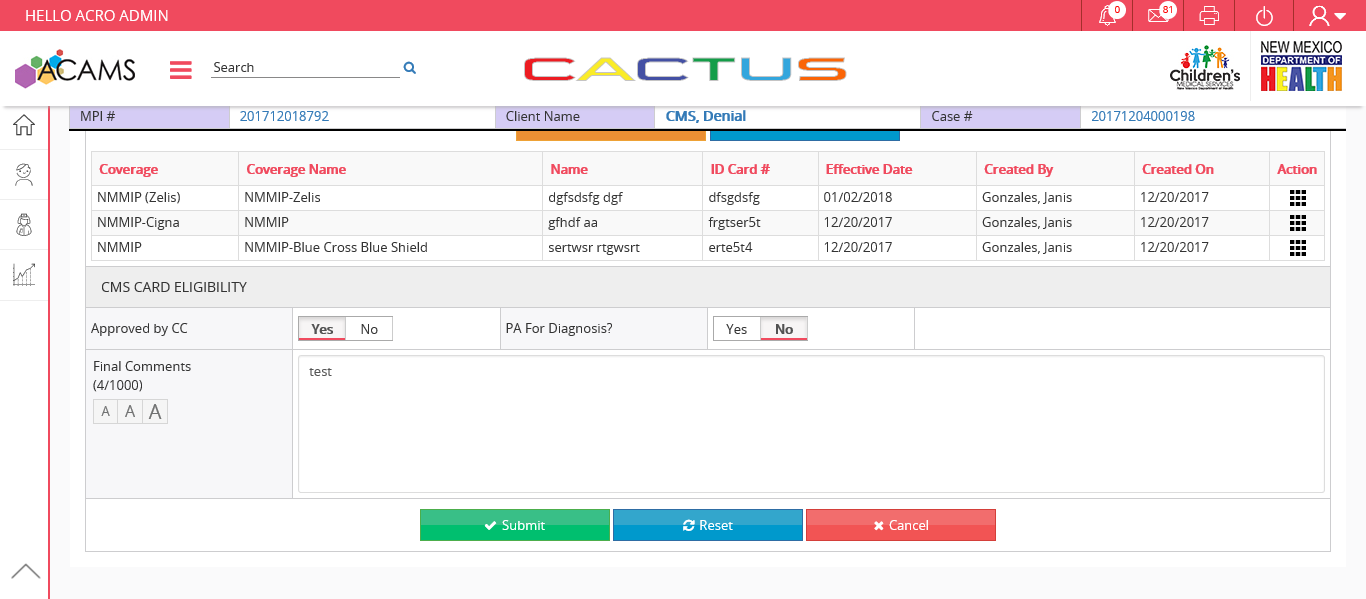 HELLO ACRO ADMIN
0
81
ACAMS
Search
CACTUS
Children's
MEDICAL SERVICES
New Mexico Department of Health
NEW MEXICO
DEPARTMENT OF
HEALTH
MPI # 201712018792 Client Name CMS, Denial Case # 20171204000198
Coverage Coverage Name Name ID Card # Effective Date Created By Created On Action
NMMIP (Zelis) NMMIP-Zelis dgfsdsfg dgf dfsgdsfg 01/02/2018 Gonzales, Janis 12/20/2017
NMMIP-Cigna NMMIP gfhdf aa frgtser5t 12/20/2017 Gonzales, Janis 12/20/2017
NMMIP NMMIP-Blue Cross Blue Shield sertwsr rtgwsrt erte5t4 12/20/2017 Gonzales, Janis 12/20/2017
CMS CARD ELIGIBILITY
Approved by CC Yes No PA For Diagnosis? Yes No
Final Comments
(4/1000)
A A A
test
Submit Reset Cancel